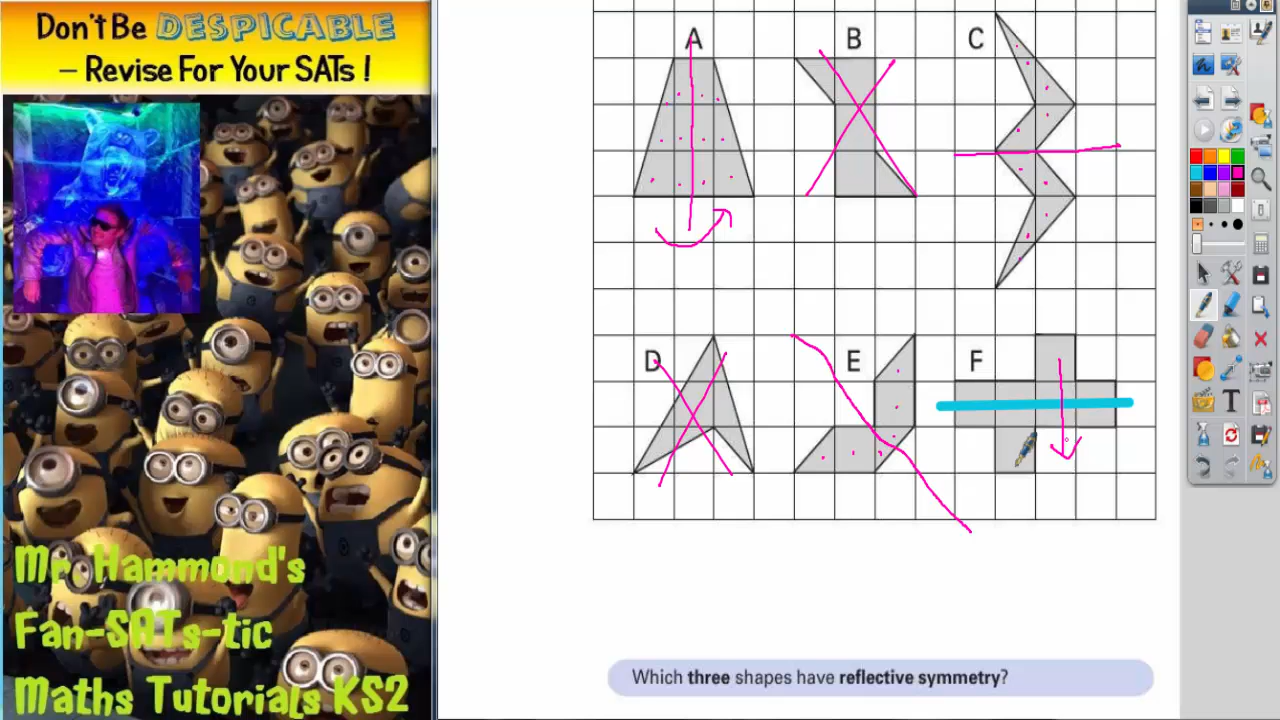 Don't Be DESPICABLE
– Revise For Your SATs !
Mr. Hammond's
Fan-SATs-tic
Maths Tutorials KS2
A
B
C
D
E
F
Which three shapes have reflective symmetry?
T